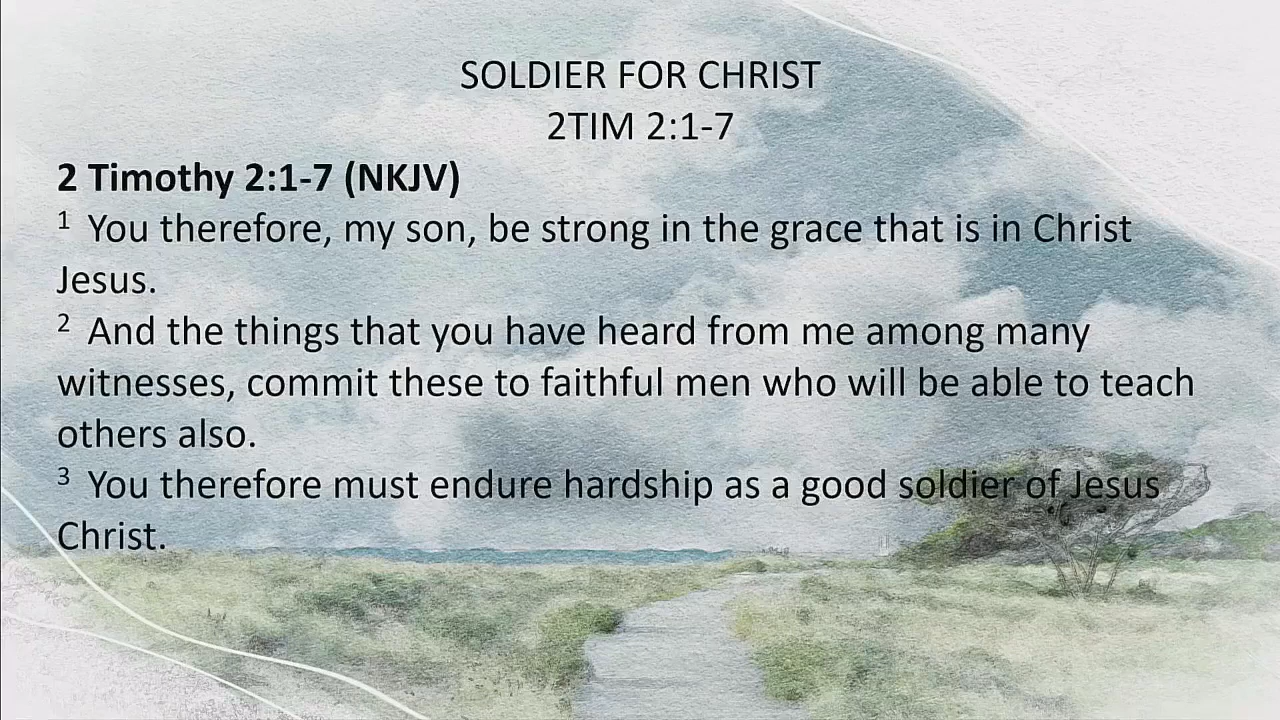 SOLDIER FOR CHRIST
2TIM 2:1-7
2 Timothy 2:1-7 (NKJV)
1 You therefore, my son, be strong in the grace that is in Christ
Jesus.
2 And the things that you have heard from me among many
witnesses, commit these to faithful men who will be able to teach
others also.
3 You therefore must endure hardship as a good soldier of Jesus
Christ.